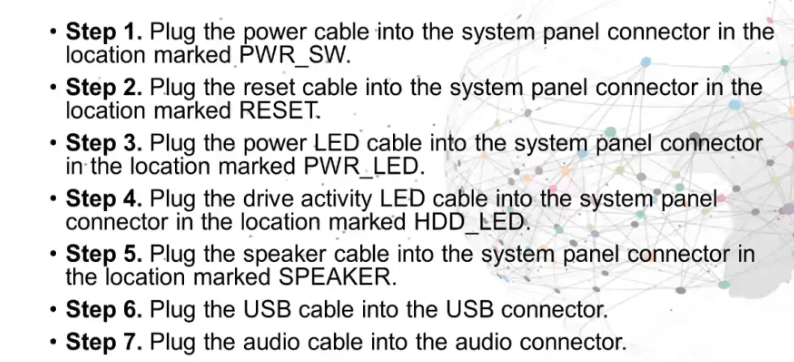 • Step 1. Plug the power cable into the system panel connector in the
location marked PWR_SW.
• Step 2. Plug the reset cable into the system panel connector in the
location marked RESET.
• Step 3. Plug the power LED cable into the system panel connector
in the location marked PWR_LED.
• Step 4. Plug the drive activity LED cable into the system panel
connector in the location marked HDD_LED.
• Step 5. Plug the speaker cable into the system panel connector in
the location marked SPEAKER.
• Step 6. Plug the USB cable into the USB connector.
• Step 7. Plug the audio cable into the audio connector.